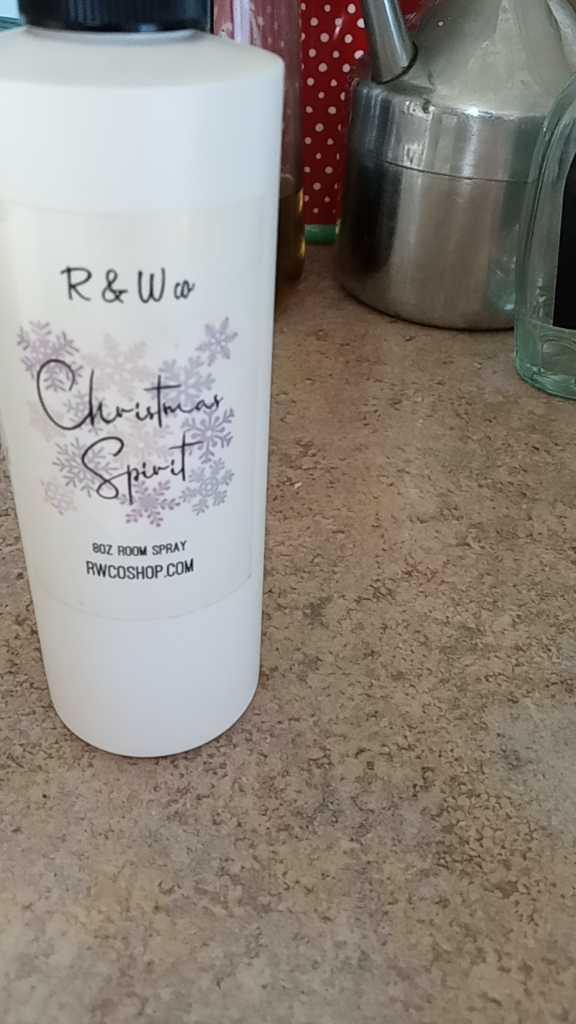 R & W co
Christmas
Spirit
8OZ ROOM SPRAY
RWCOSHOP.COM